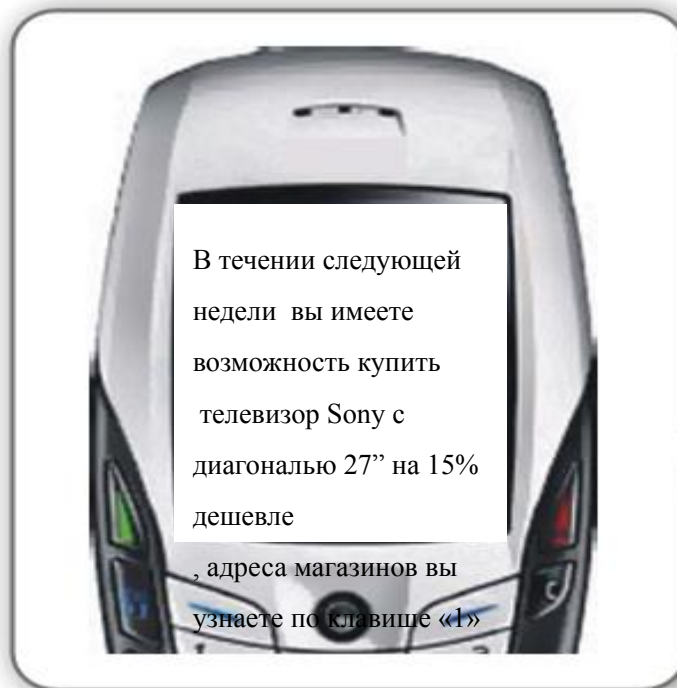 В течении следующей
недели вы имеете
возможность купить
телевизор Sony с
диагональю 27” на 15%
дешевле
, адреса магазинов вы
узнаете по клавише «1»
1